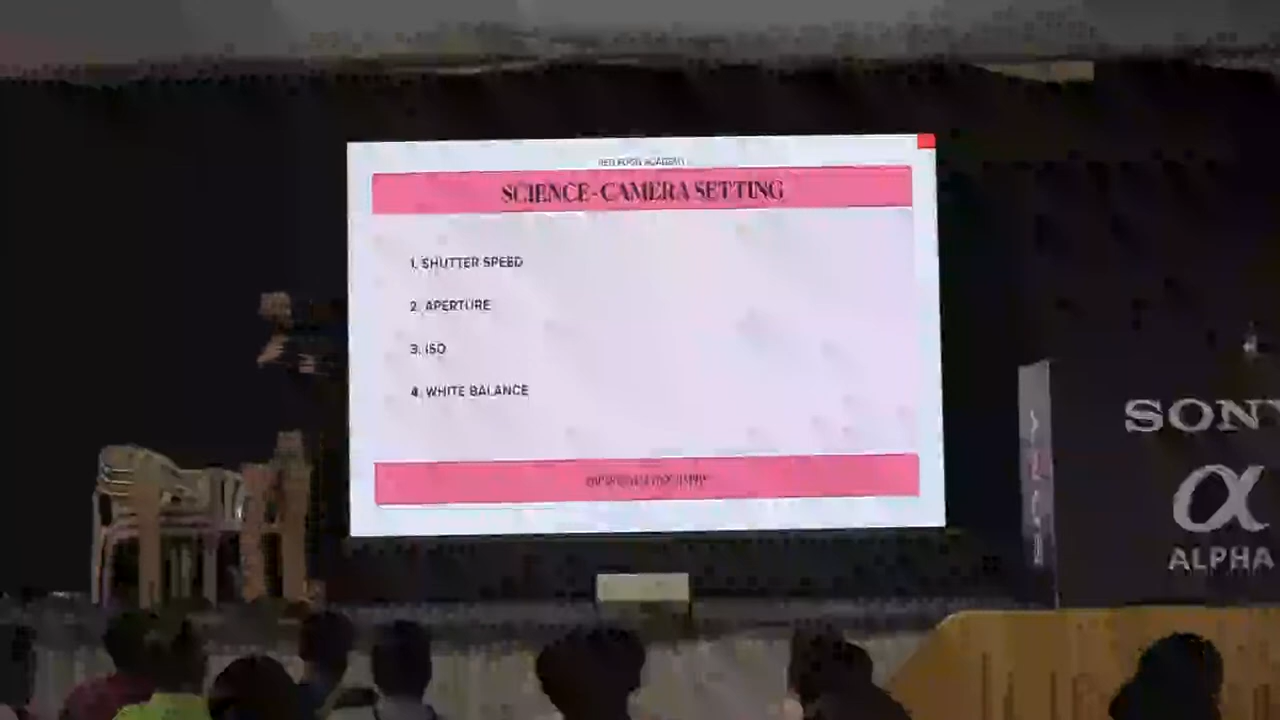 SCIENCE - CAMERA SETTING
1. SHUTTER SPEED
2. APERTURE
3. ISO
4. WHITE BALANCE
SONY
α
ALPHA